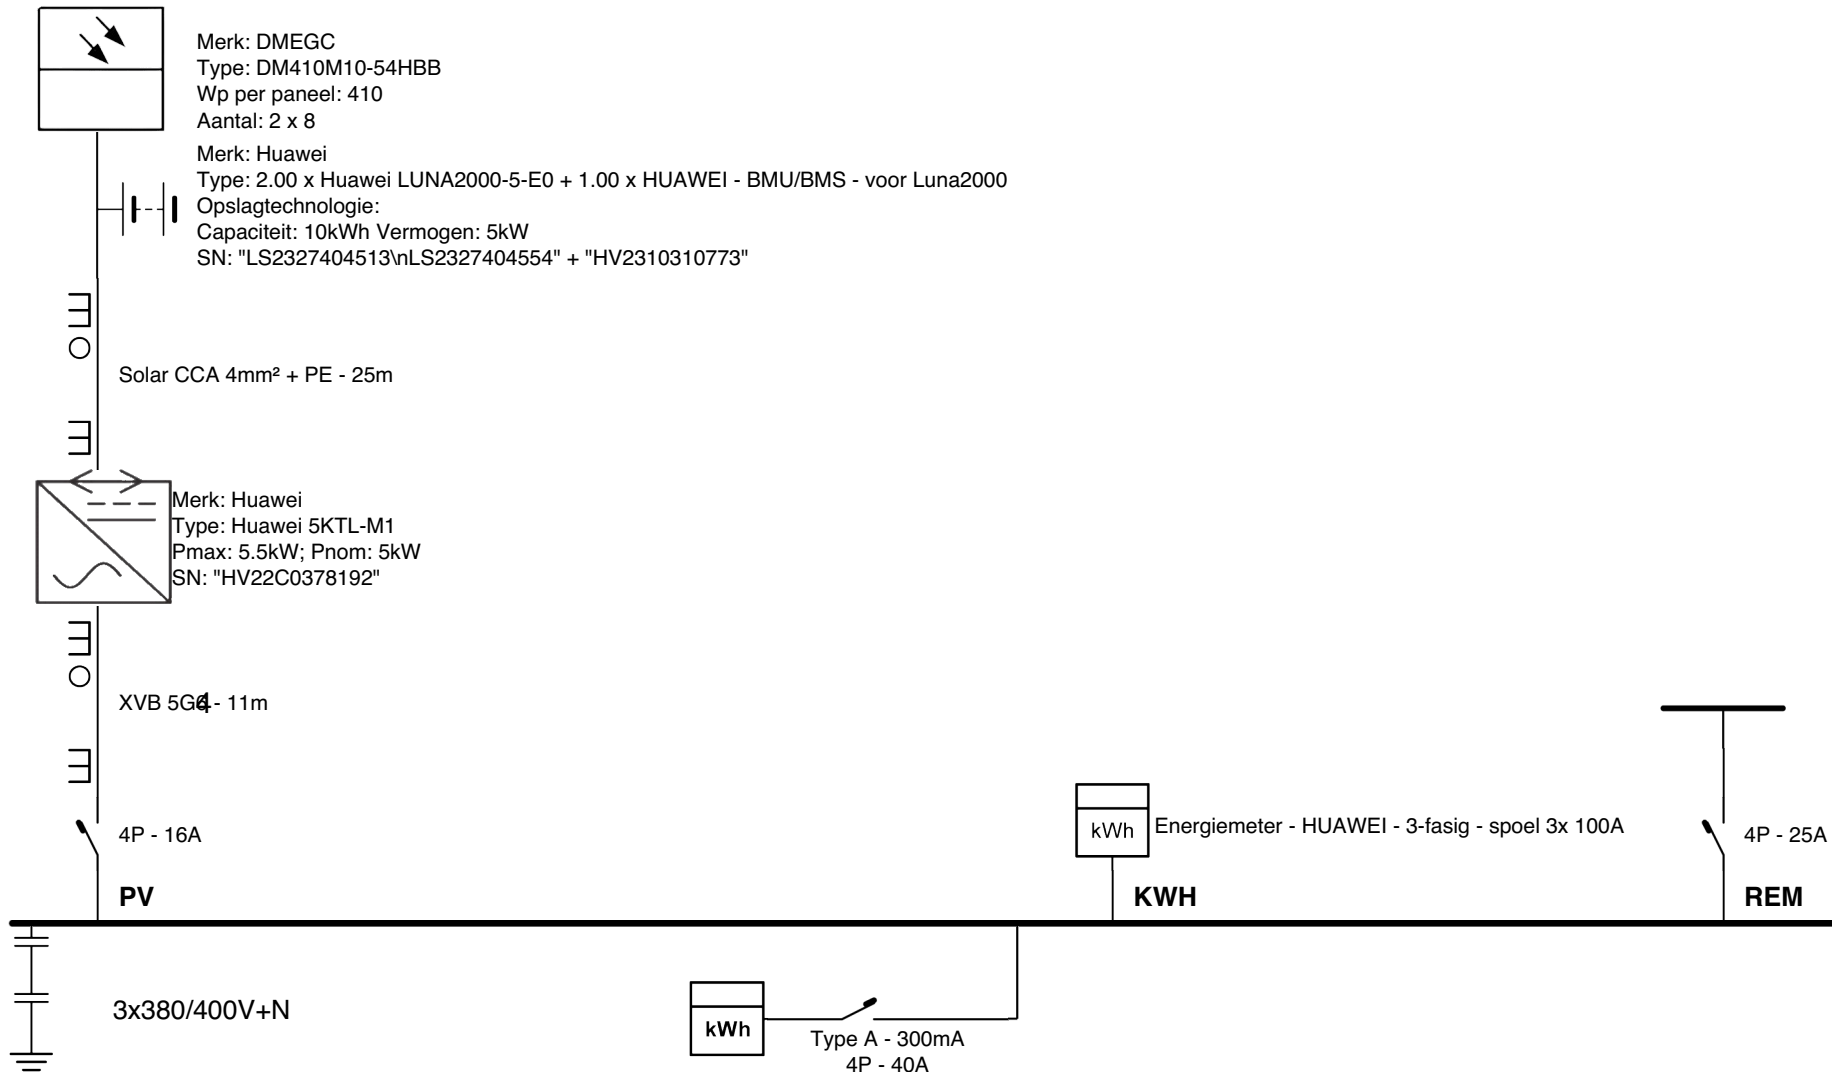 Merk: DMEGC
Type: DM410M10-54HBB
Wp per paneel: 410
Aantal: 2 x 8
Merk: Huawei
Type: 2.00 x Huawei LUNA2000-5-E0 + 1.00 x HUAWEI - BMU/BMS - voor Luna2000
Opslagtechnologie:
Capaciteit: 10kWh Vermogen: 5kW
SN: "LS2327404513\nLS2327404554" + "HV2310310773"
Solar CCA 4mm² + PE - 25m
Merk: Huawei
Type: Huawei 5KTL-M1
Pmax: 5.5kW; Pnom: 5kW
SN: "HV22C0378192"
XVB - 11m
4P - 16A
kWh
Energiemeter - HUAWEI - 3-fasig - spoel 3x 100A
4P - 25A
PV
KWH
REM
3x380/400V+N
kWh
Type A - 300mA
4P - 40A